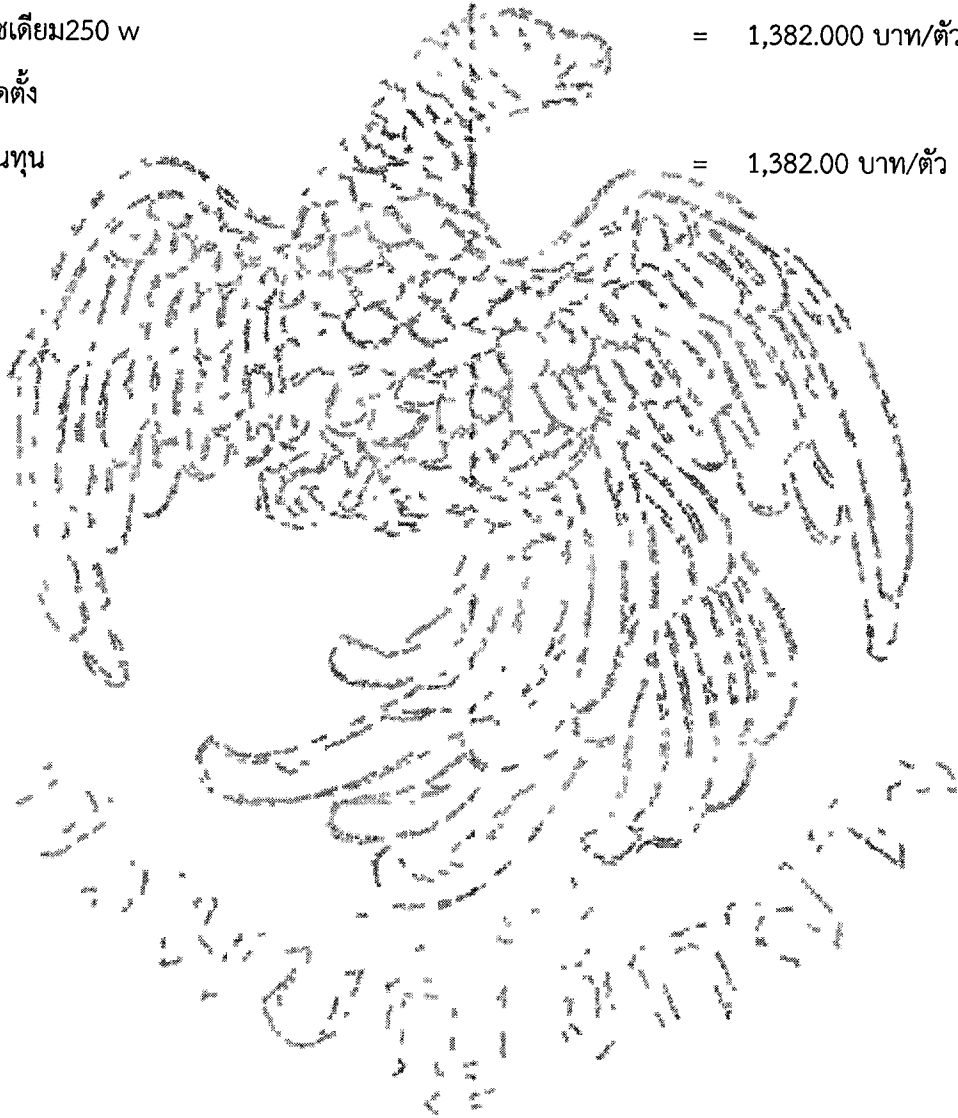 ซเดียม250 w = 1,382.000 บาท/ตัว
ดตั้ง
นทุน = 1,382.00 บาท/ตัว